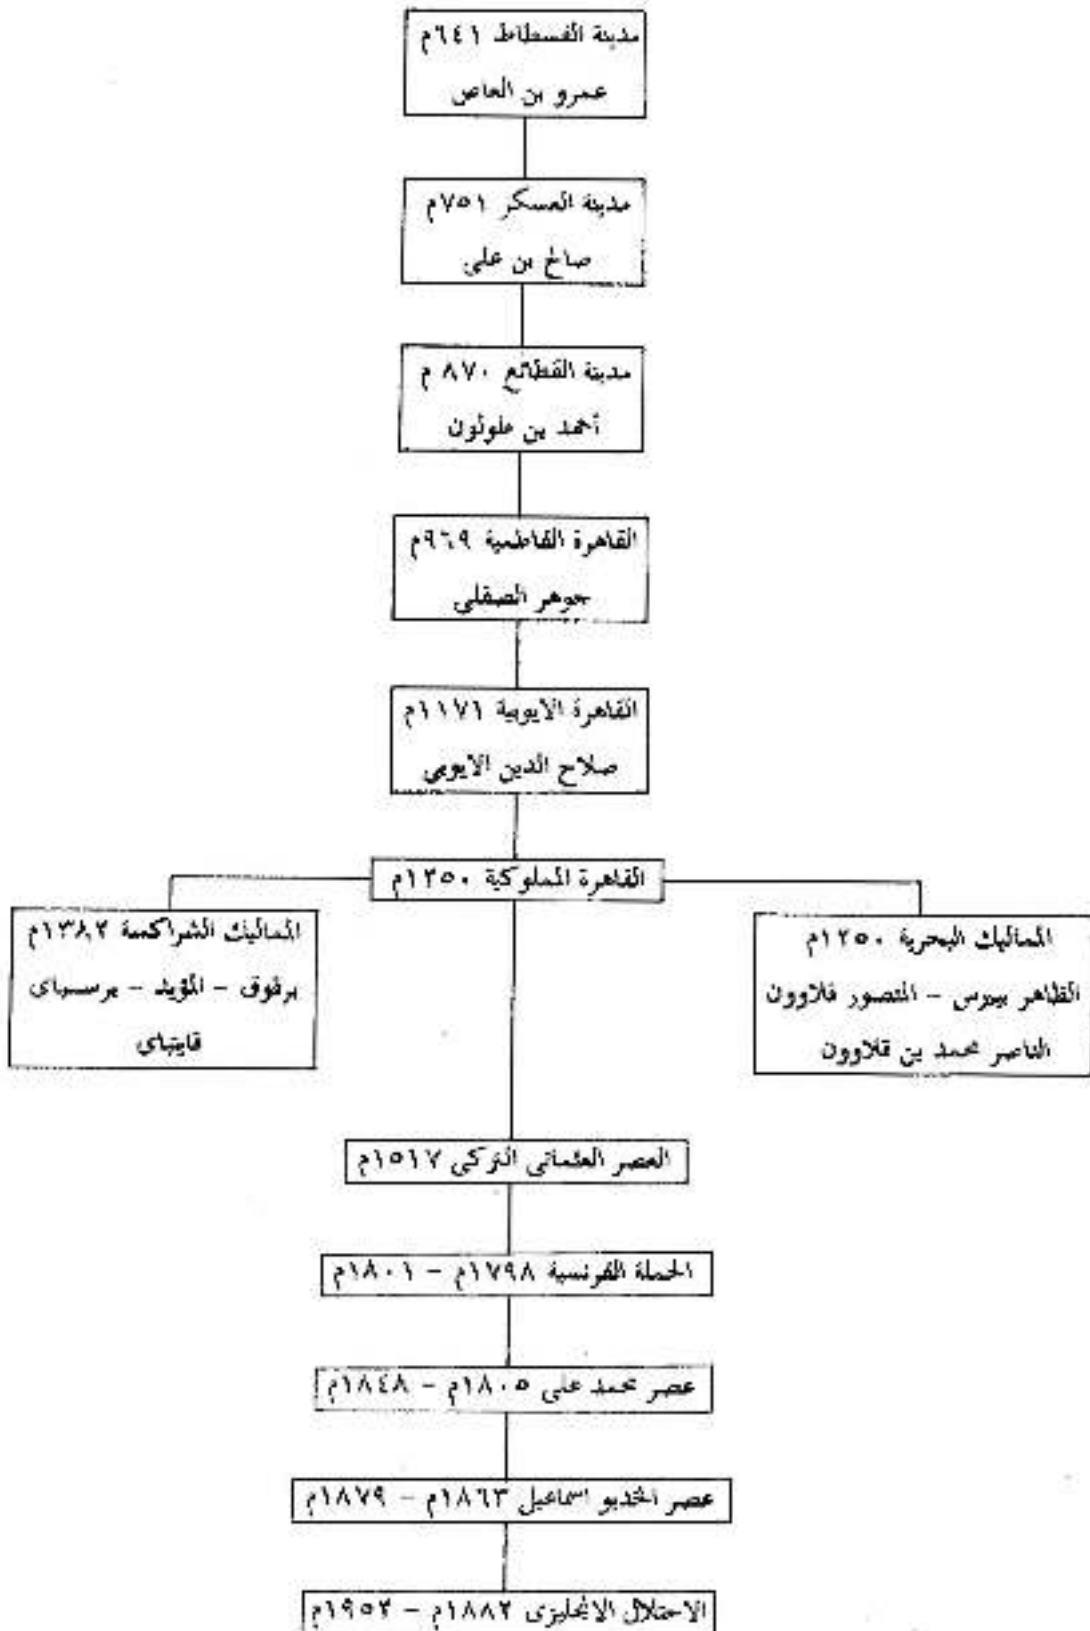 مدينة الفسطاط ٦٤١م
عمرو بن العاص
مدينة العسكر ٧٥١م
صالح بن على
مدينة القطائع ٨٧٠ م
أحمد بن طولون
القاهرة الفاطمية ٩٦٩م
جوهر الصقلي
القاهرة الايوبية ١١٧١م
صلاح الدين الايوبى
القاهرة المملوكية ١٢٥٠م
المماليك البحرية ١٢٥٠م
الظاهر بيبرس - المنصور قلاوون
الناصر محمد بن قلاوون
المماليك الشراكسة ١٣٨٢م
برقوق - المؤيد - برسباى
قايتباى
العصر العثمانى التركى ١٥١٧م
الحملة الفرنسية ١٧٩٨م - ١٨٠١م
عصر محمد على ١٨٠٥م - ١٨٤٨م
عصر الخديو اسماعيل ١٨٦٣م - ١٨٧٩م
الاحتلال الانجليزى ١٨٨٢م - ١٩٥٢م